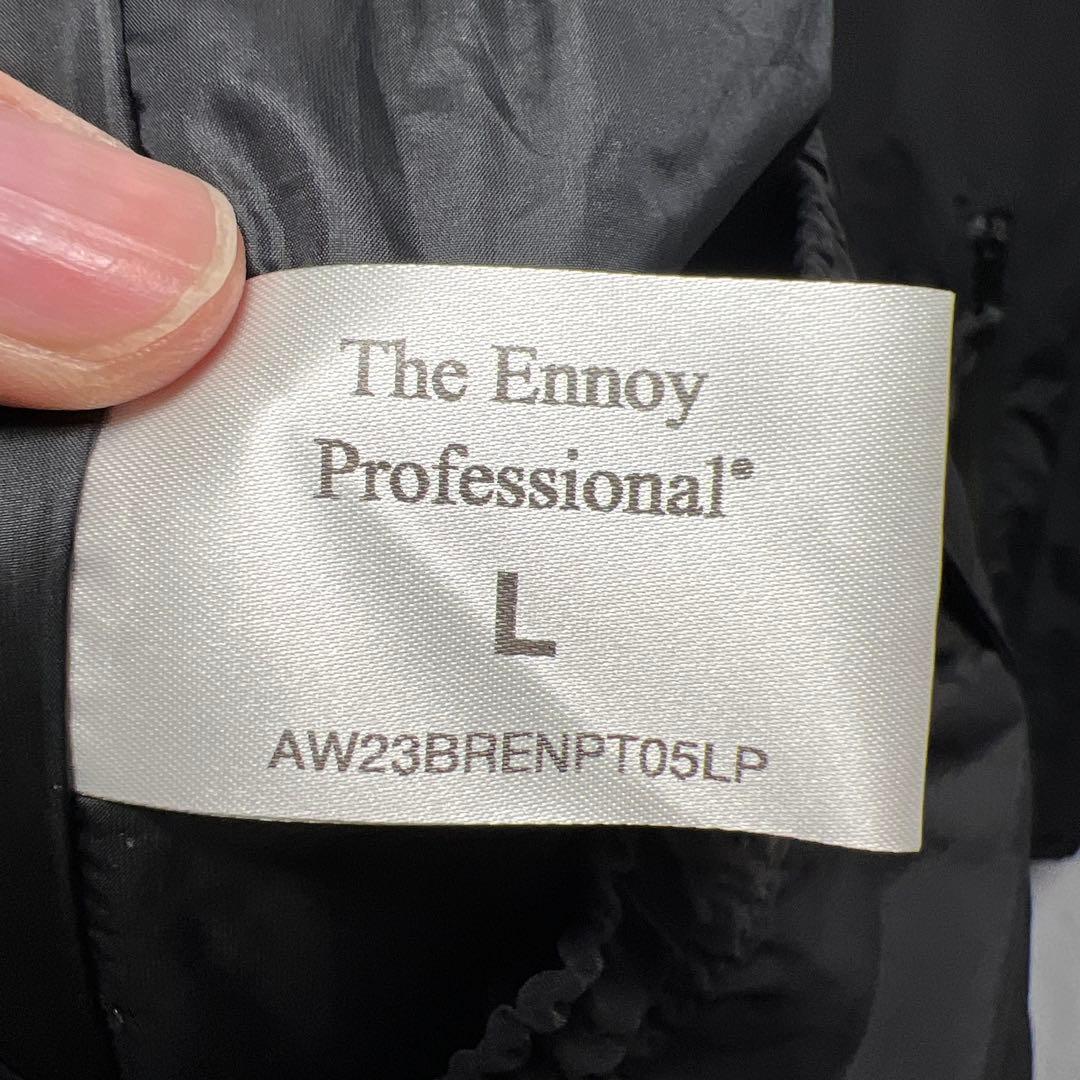 The Ennoy
Professional®
L
AW23BRENPT05LP